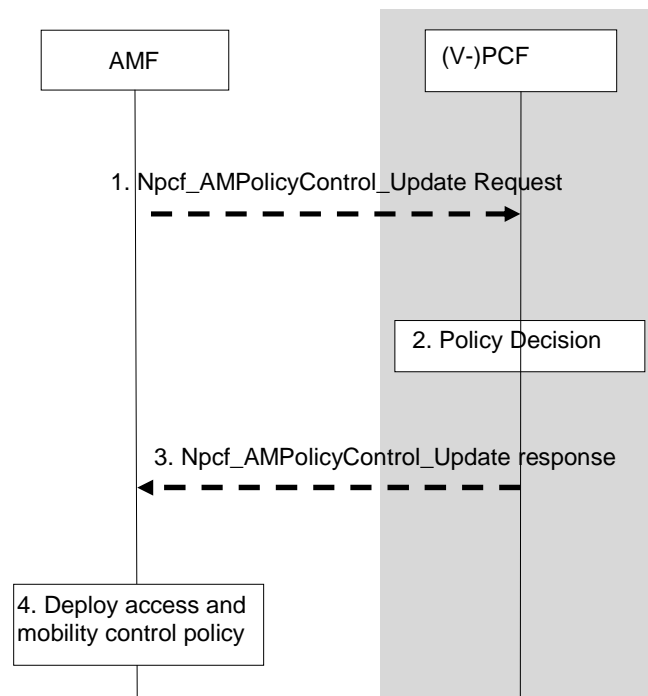 AMF
(V-)PCF
1. Npcf_AMPolicyControl_Update Request
2. Policy Decision
3. Npcf_AMPolicyControl_Update response
4. Deploy access and
mobility control policy